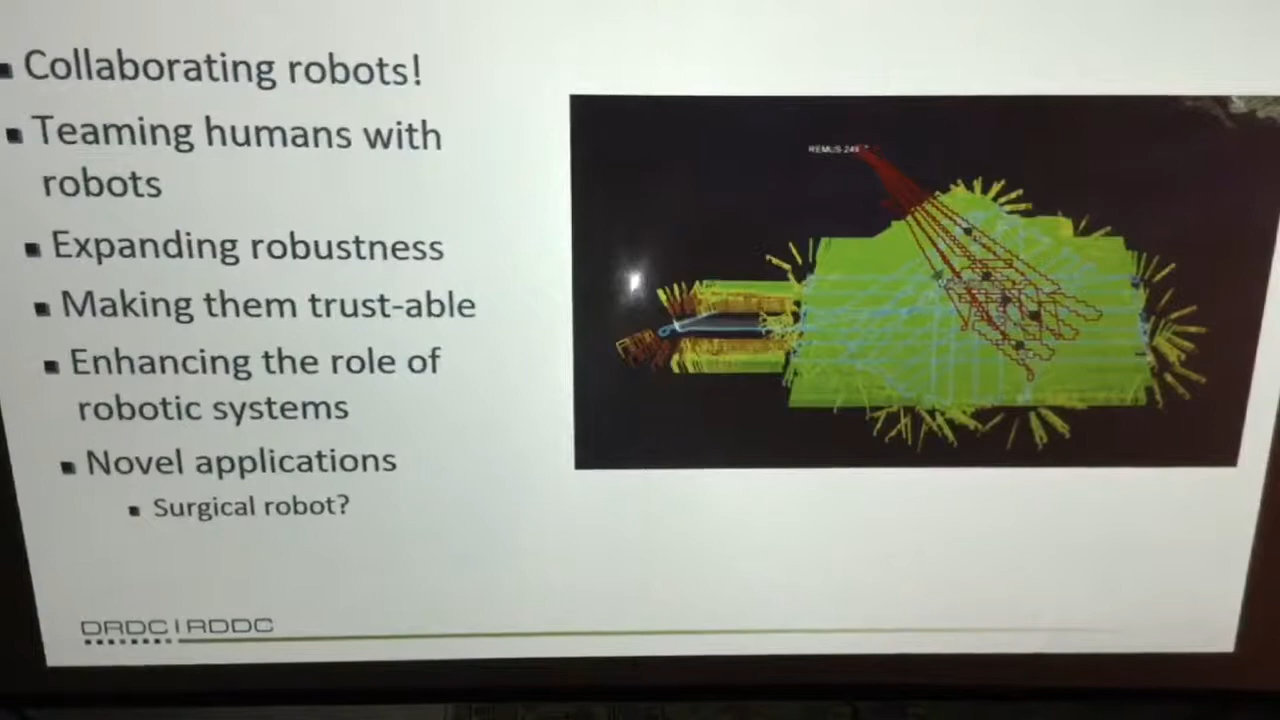 Collaborating robots!
Teaming humans with
robots
Expanding robustness
Making them trust-able
Enhancing the role of
robotic systems
Novel applications
Surgical robot?
DRDC | RDDC